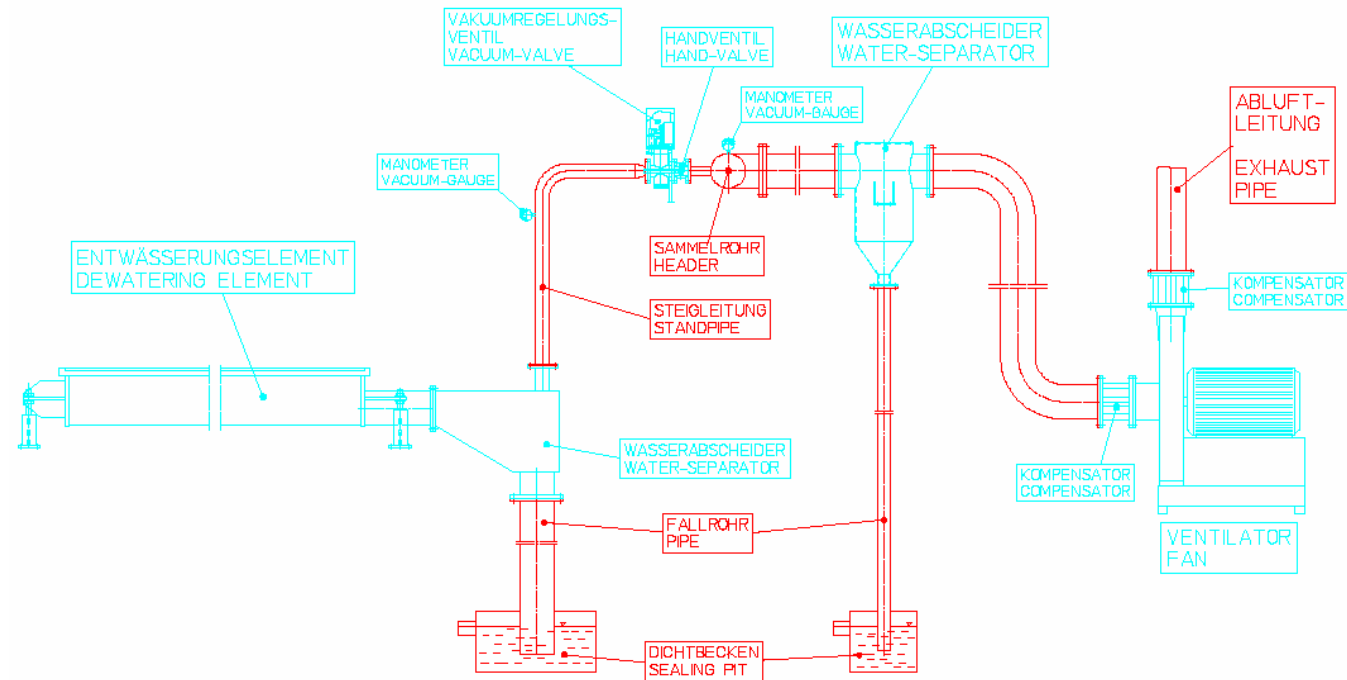 VAKUUMREGELUNGS-
VENTIL
VACUUM-VALVE
HANDVENTIL
HAND-VALVE
WASSERABSCHEIDER
WATER-SEPARATOR
MANOMETER
VACUUM-GAUGE
ABLUFT-
LEITUNG
EXHAUST
PIPE
MANOMETER
VACUUM-GAUGE
SAMMELROHR
HEADER
ENTWÄSSERUNGSELEMENT
DEWATERING ELEMENT
KOMPENSATOR
COMPENSATOR
STEIGLEITUNG
STANDPIPE
WASSERABSCHEIDER
WATER-SEPARATOR
KOMPENSATOR
COMPENSATOR
FALLROHR
PIPE
VENTILATOR
FAN
DICHTBECKEN
SEALING PIT